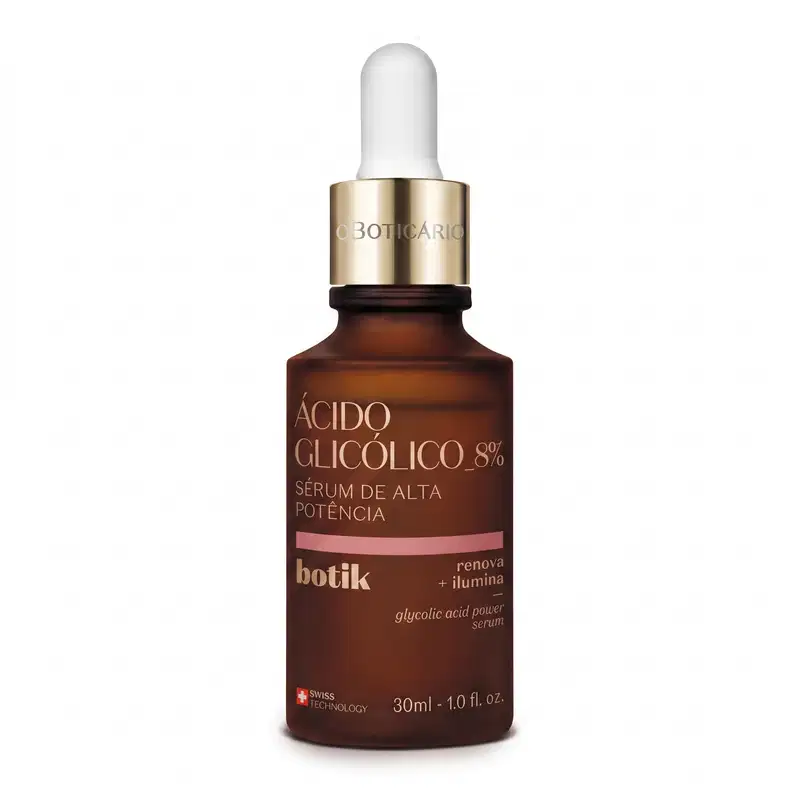 oBOTICÁRIO
ÁCIDO
GLICÓLICO_8%
SÉRUM DE ALTA
POTÊNCIA
botik
renova
+ ilumina
glycolic acid power
serum
SWISS
TECHNOLOGY
30ml - 1.0 fl. oz.